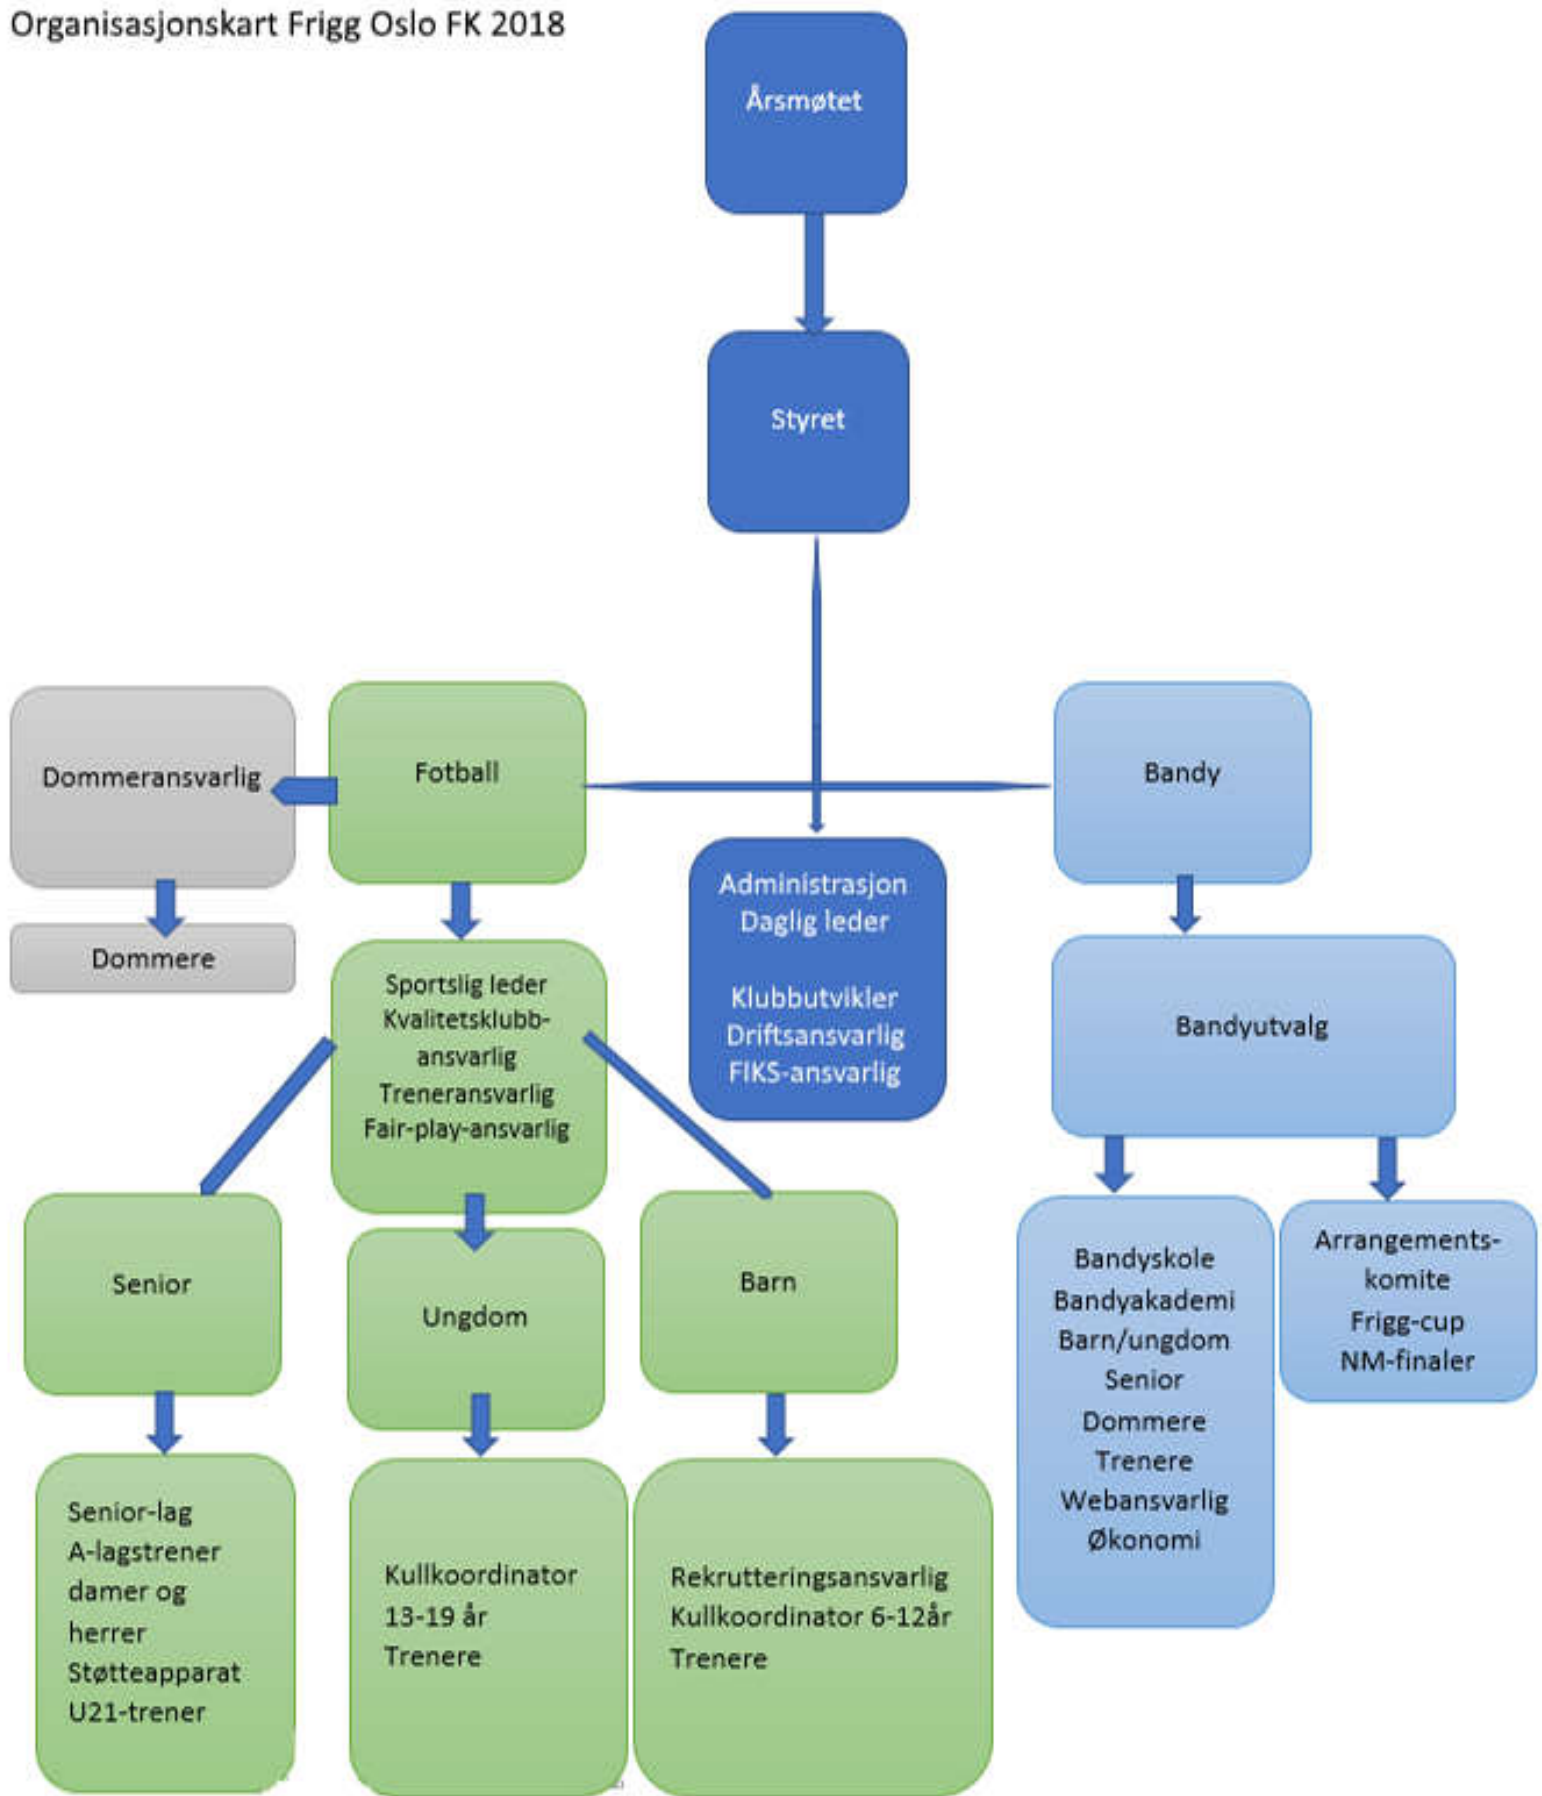 Organisasjonskart Frigg Oslo FK 2018
Årsmøtet
Styret
Dommeransvarlig
Fotball
Bandy
Administrasjon
Daglig leder
Klubbutvikler
Driftsansvarlig
FIKS-ansvarlig
Dommere
Sportslig leder
Kvalitetsklubb-
ansvarlig
Treneransvarlig
Fair-play-ansvarlig
Bandyutvalg
Senior
Ungdom
Barn
Bandyskole
Bandyakademi
Barn/ungdom
Senior
Dommere
Trenere
Webansvarlig
Økonomi
Arrangements-
komite
Frigg-cup
NM-finaler
Senior-lag
A-lagstrener
damer og
herrer
Støtteapparat
U21-trener
Kullkoordinator
13-19 år
Trenere
Rekrutteringsansvarlig
Kullkoordinator 6-12år
Trenere